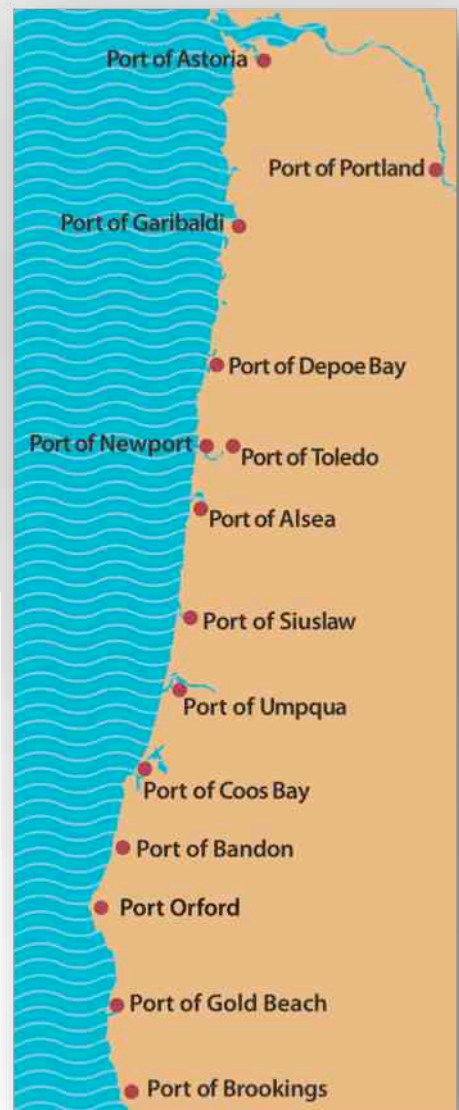 Port of Astoria
Port of Portland
Port of Garibaldi
Port of Depoe Bay
Port of Newport
Port of Toledo
Port of Alsea
Port of Siuslaw
Port of Umpqua
Port of Coos Bay
Port of Bandon
Port Orford
Port of Gold Beach
Port of Brookings